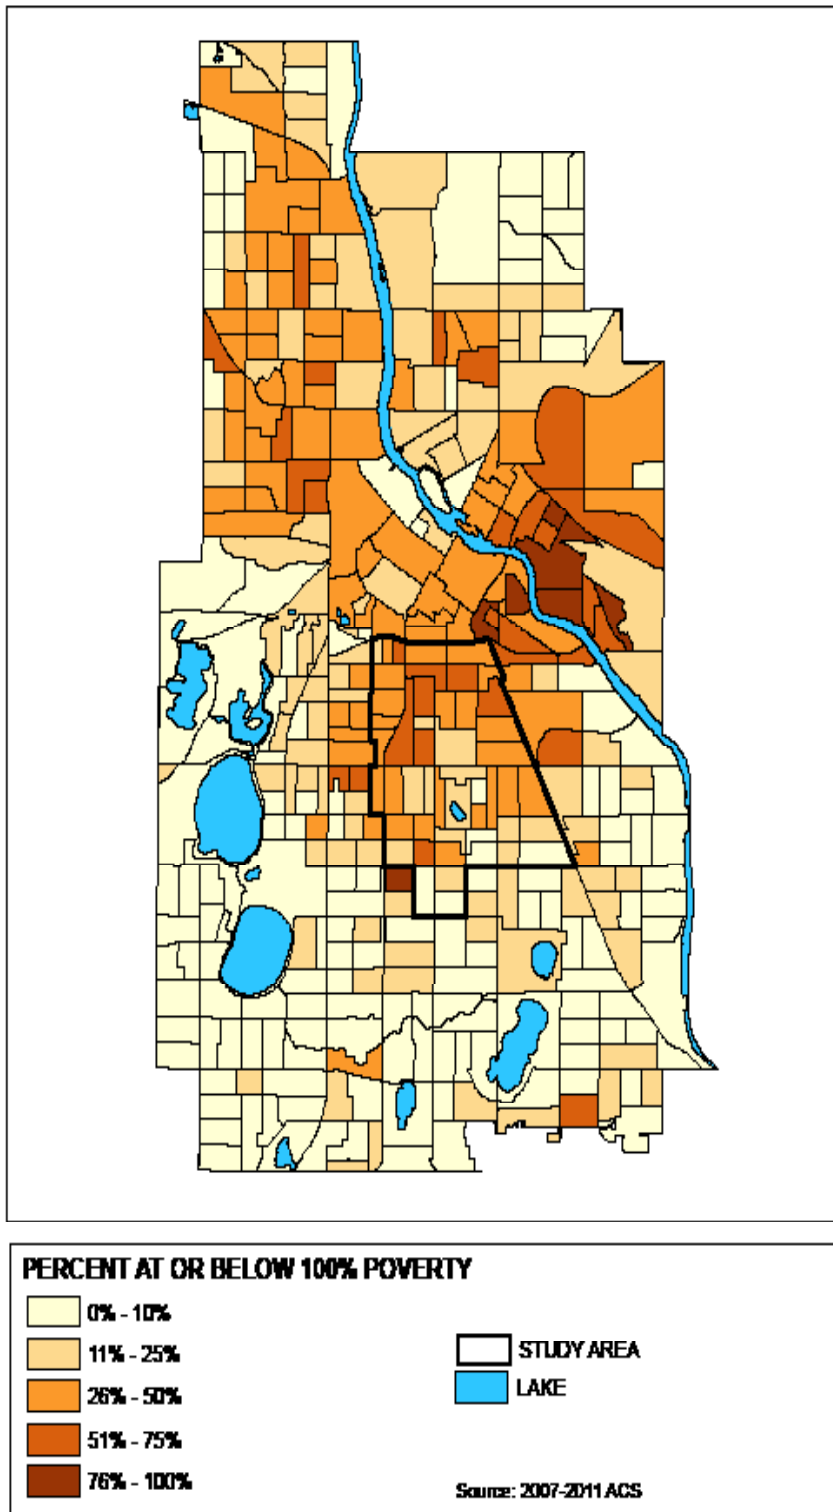 PERCENT AT OR BELOW 100% POVERTY
0% - 10%
11% - 25%
26% - 50%
51% - 75%
76% - 100%
STUDY AREA
LAKE
Source: 2007-2011 ACS